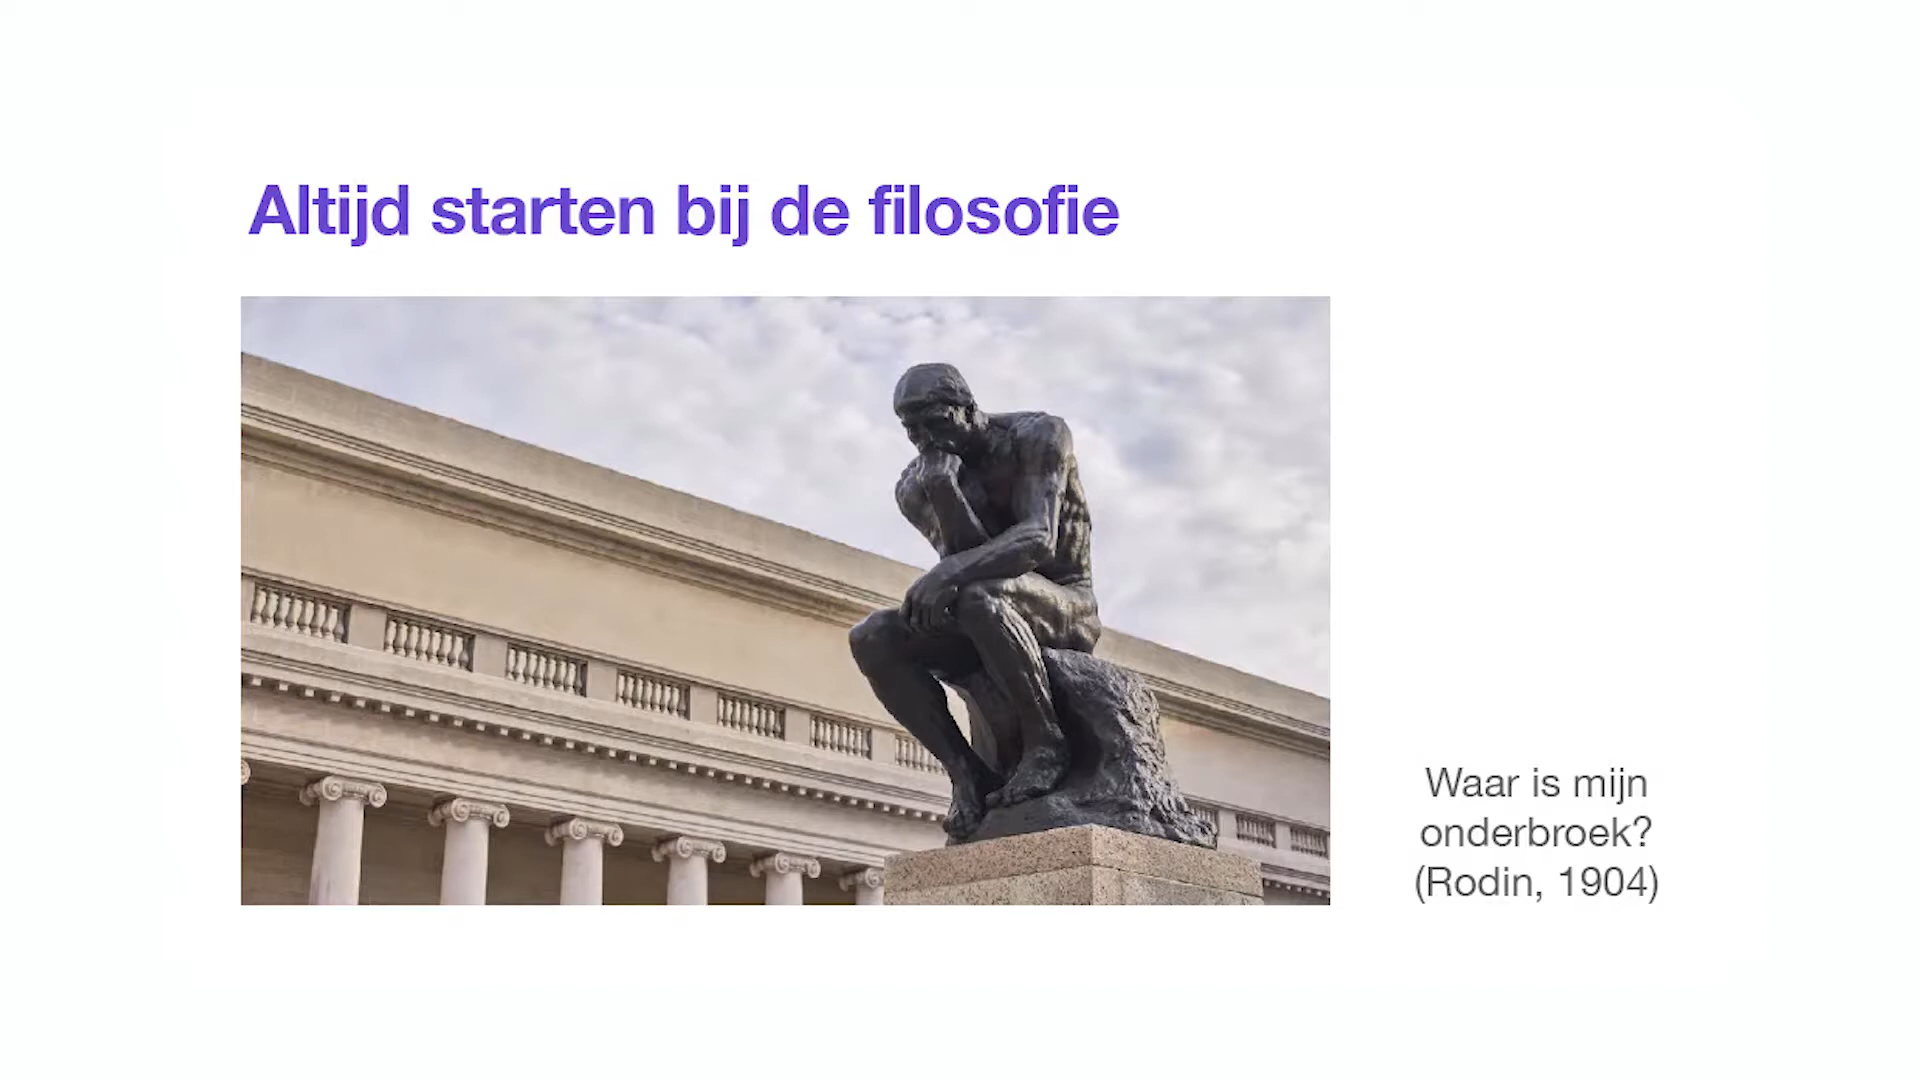 Altijd starten bij de filosofie
Waar is mijn
onderbroek?
(Rodin, 1904)